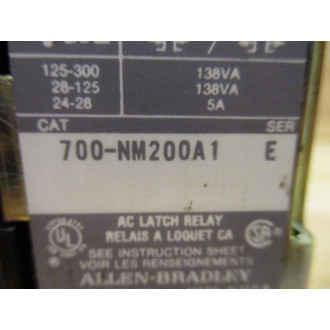 125-300 138VA
28-125 138VA
24-28 5A
CAT SER
700-NM200A1 E
AC LATCH RELAY
RELAIS A LOQUET CA
UL
SEE INSTRUCTION SHEET
VOIR LES RENSEIGNEMENTS
ALLEN-BRADLEY